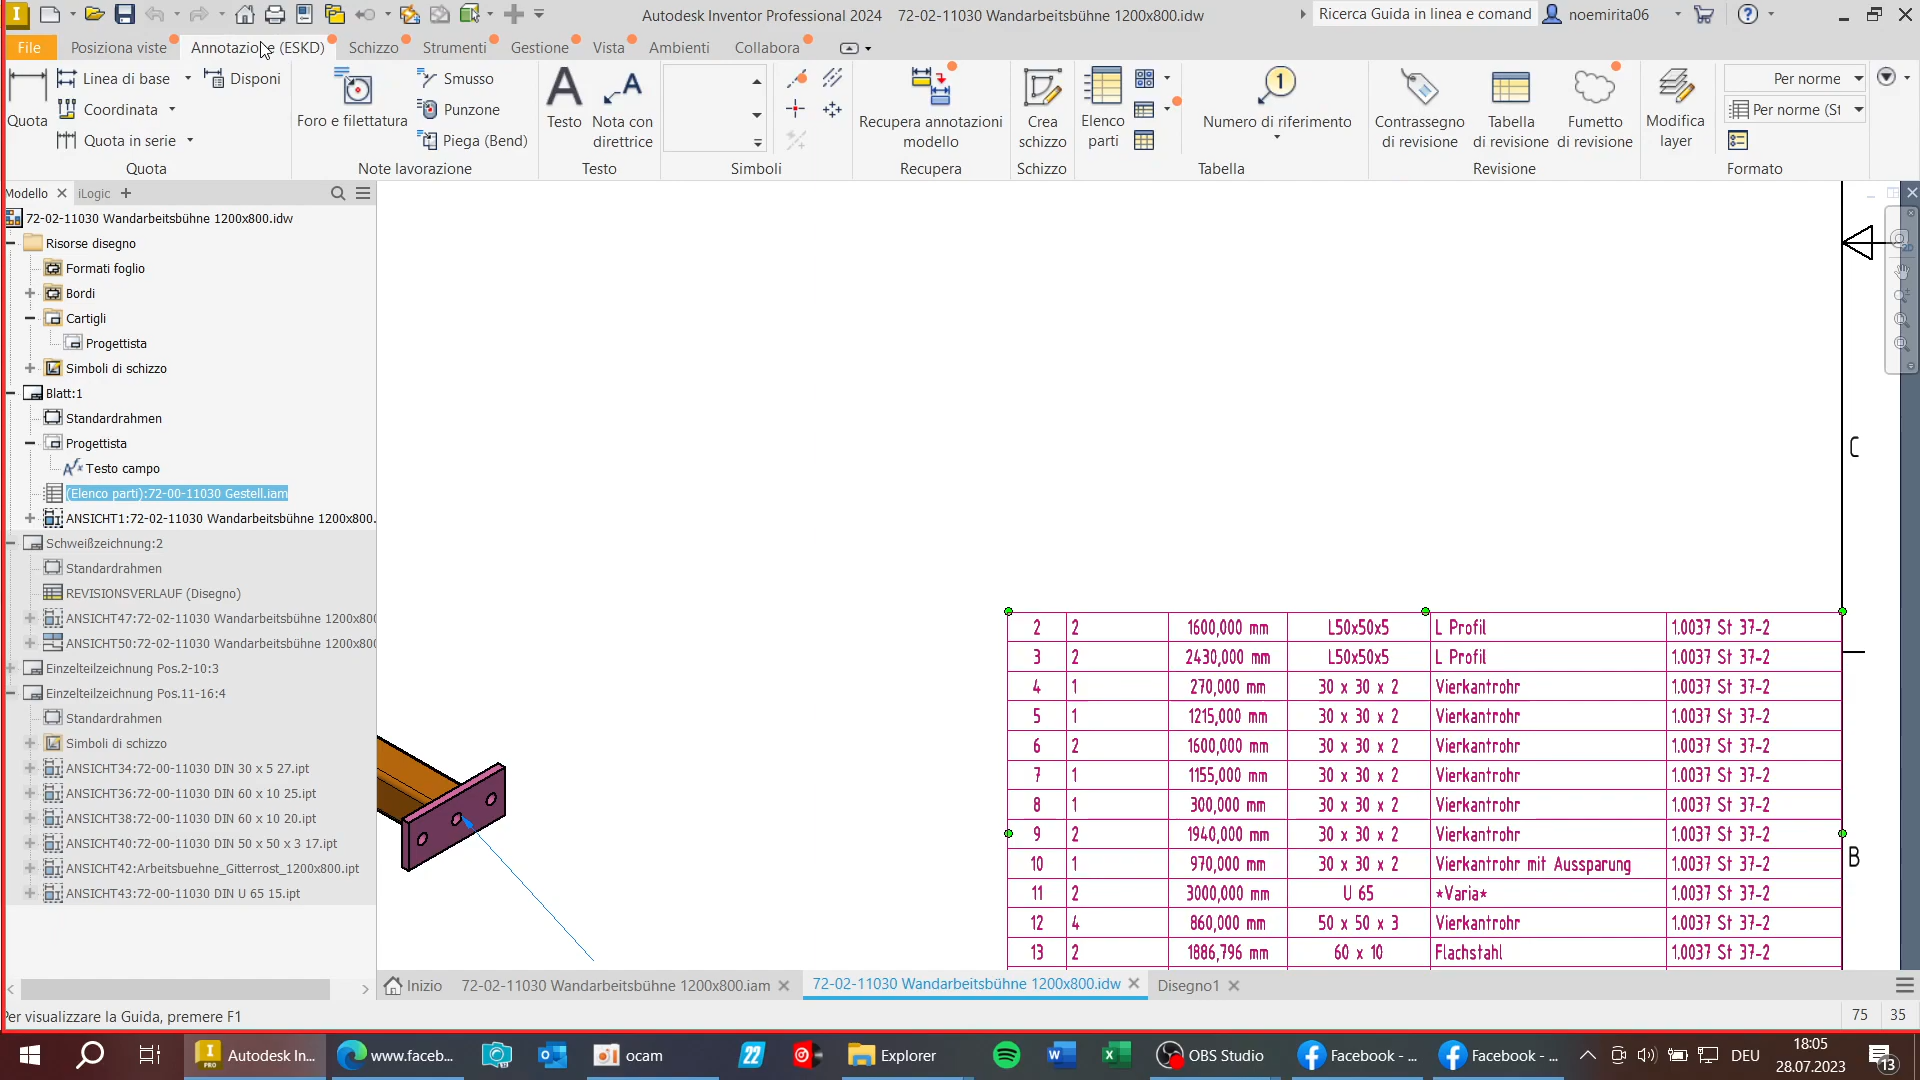 Autodesk Inventor Professional 2024 72-02-11030 Wandarbeitsbühne 1200x800.idw
Ricerca Guida in linea e comand
noemirita06
File
Posiziona viste
Annotazione (ESKD)
Schizzo
Strumenti
Gestione
Vista
Ambienti
Collabora
Quota
Linea di base
Disponi
Coordinata
Quota in serie
Quota
Foro e filettatura
Smusso
Punzone
Piega (Bend)
Note lavorazione
Testo
Nota con
direttrice
Testo
Simboli
Recupera annotazioni
modello
Recupera
Crea
schizzo
Schizzo
Elenco
parti
Numero di riferimento
Tabella
Contrassegno
di revisione
Tabella
di revisione
Fumetto
di revisione
Revisione
Modifica
layer
Per norme
Per norme (St
Formato
Modello
iLogic
72-02-11030 Wandarbeitsbühne 1200x800.idw
Risorse disegno
Formati foglio
Bordi
Cartigli
Progettista
Simboli di schizzo
Blatt:1
Standardrahmen
Progettista
Testo campo
(Elenco parti):72-00-11030 Gestell.iam
ANSICHT1:72-02-11030 Wandarbeitsbühne 1200x800.
Schweißzeichnung:2
Standardrahmen
REVISIONSVERLAUF (Disegno)
ANSICHT47:72-02-11030 Wandarbeitsbühne 1200x800
ANSICHT50:72-02-11030 Wandarbeitsbühne 1200x800
Einzelteilzeichnung Pos.2-10:3
Einzelteilzeichnung Pos.11-16:4
Standardrahmen
Simboli di schizzo
ANSICHT34:72-00-11030 DIN 30 x 5 27.ipt
ANSICHT36:72-00-11030 DIN 60 x 10 25.ipt
ANSICHT38:72-00-11030 DIN 60 x 10 20.ipt
ANSICHT40:72-00-11030 DIN 50 x 50 x 3 17.ipt
ANSICHT42:Arbeitsbuehne_Gitterrost_1200x800.ipt
ANSICHT43:72-00-11030 DIN U 65 15.ipt
C
B
2 2 1600,000 mm L50x50x5 L Profil 1.0037 St 37-2
3 2 2430,000 mm L50x50x5 L Profil 1.0037 St 37-2
4 1 270,000 mm 30 x 30 x 2 Vierkantrohr 1.0037 St 37-2
5 1 1215,000 mm 30 x 30 x 2 Vierkantrohr 1.0037 St 37-2
6 2 1600,000 mm 30 x 30 x 2 Vierkantrohr 1.0037 St 37-2
7 1 1155,000 mm 30 x 30 x 2 Vierkantrohr 1.0037 St 37-2
8 1 300,000 mm 30 x 30 x 2 Vierkantrohr 1.0037 St 37-2
9 2 1940,000 mm 30 x 30 x 2 Vierkantrohr 1.0037 St 37-2
10 1 970,000 mm 30 x 30 x 2 Vierkantrohr mit Aussparung 1.0037 St 37-2
11 2 3000,000 mm U 65 *Varia* 1.0037 St 37-2
12 4 860,000 mm 50 x 50 x 3 Vierkantrohr 1.0037 St 37-2
13 2 1886,796 mm 60 x 10 Flachstahl 1.0037 St 37-2
Inizio
72-02-11030 Wandarbeitsbühne 1200x800.iam
72-02-11030 Wandarbeitsbühne 1200x800.idw
Disegno1
Per visualizzare la Guida, premere F1
75 35
Autodesk In...
www.faceb...
ocam
22
Explorer
OBS Studio
Facebook - ...
Facebook - ...
DEU
18:05
28.07.2023
13